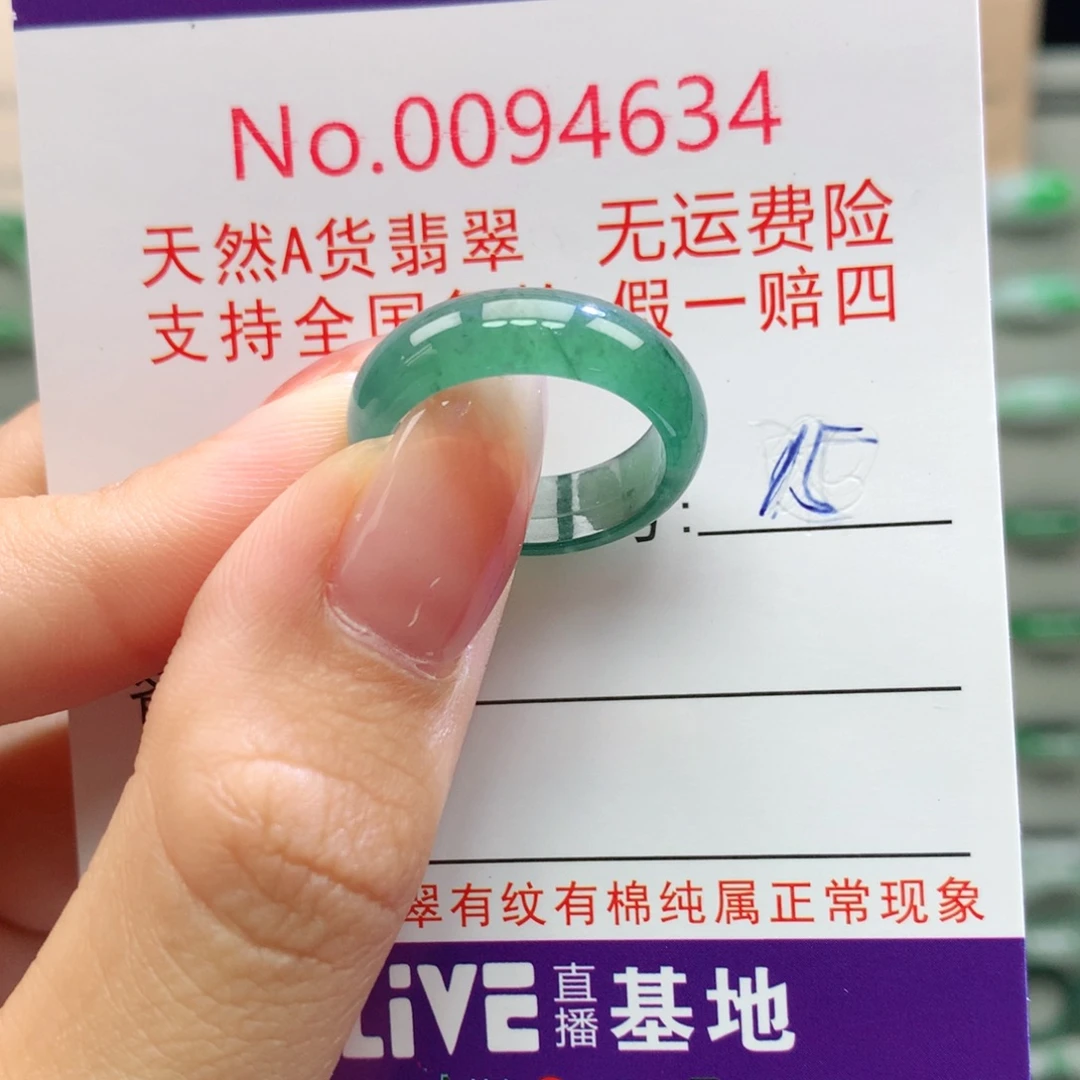 No.0094634
天然A货翡翠 无运费险
支持全国 假一赔四
: 15
翠有纹有棉纯属正常现象
LIVE 直播 基地